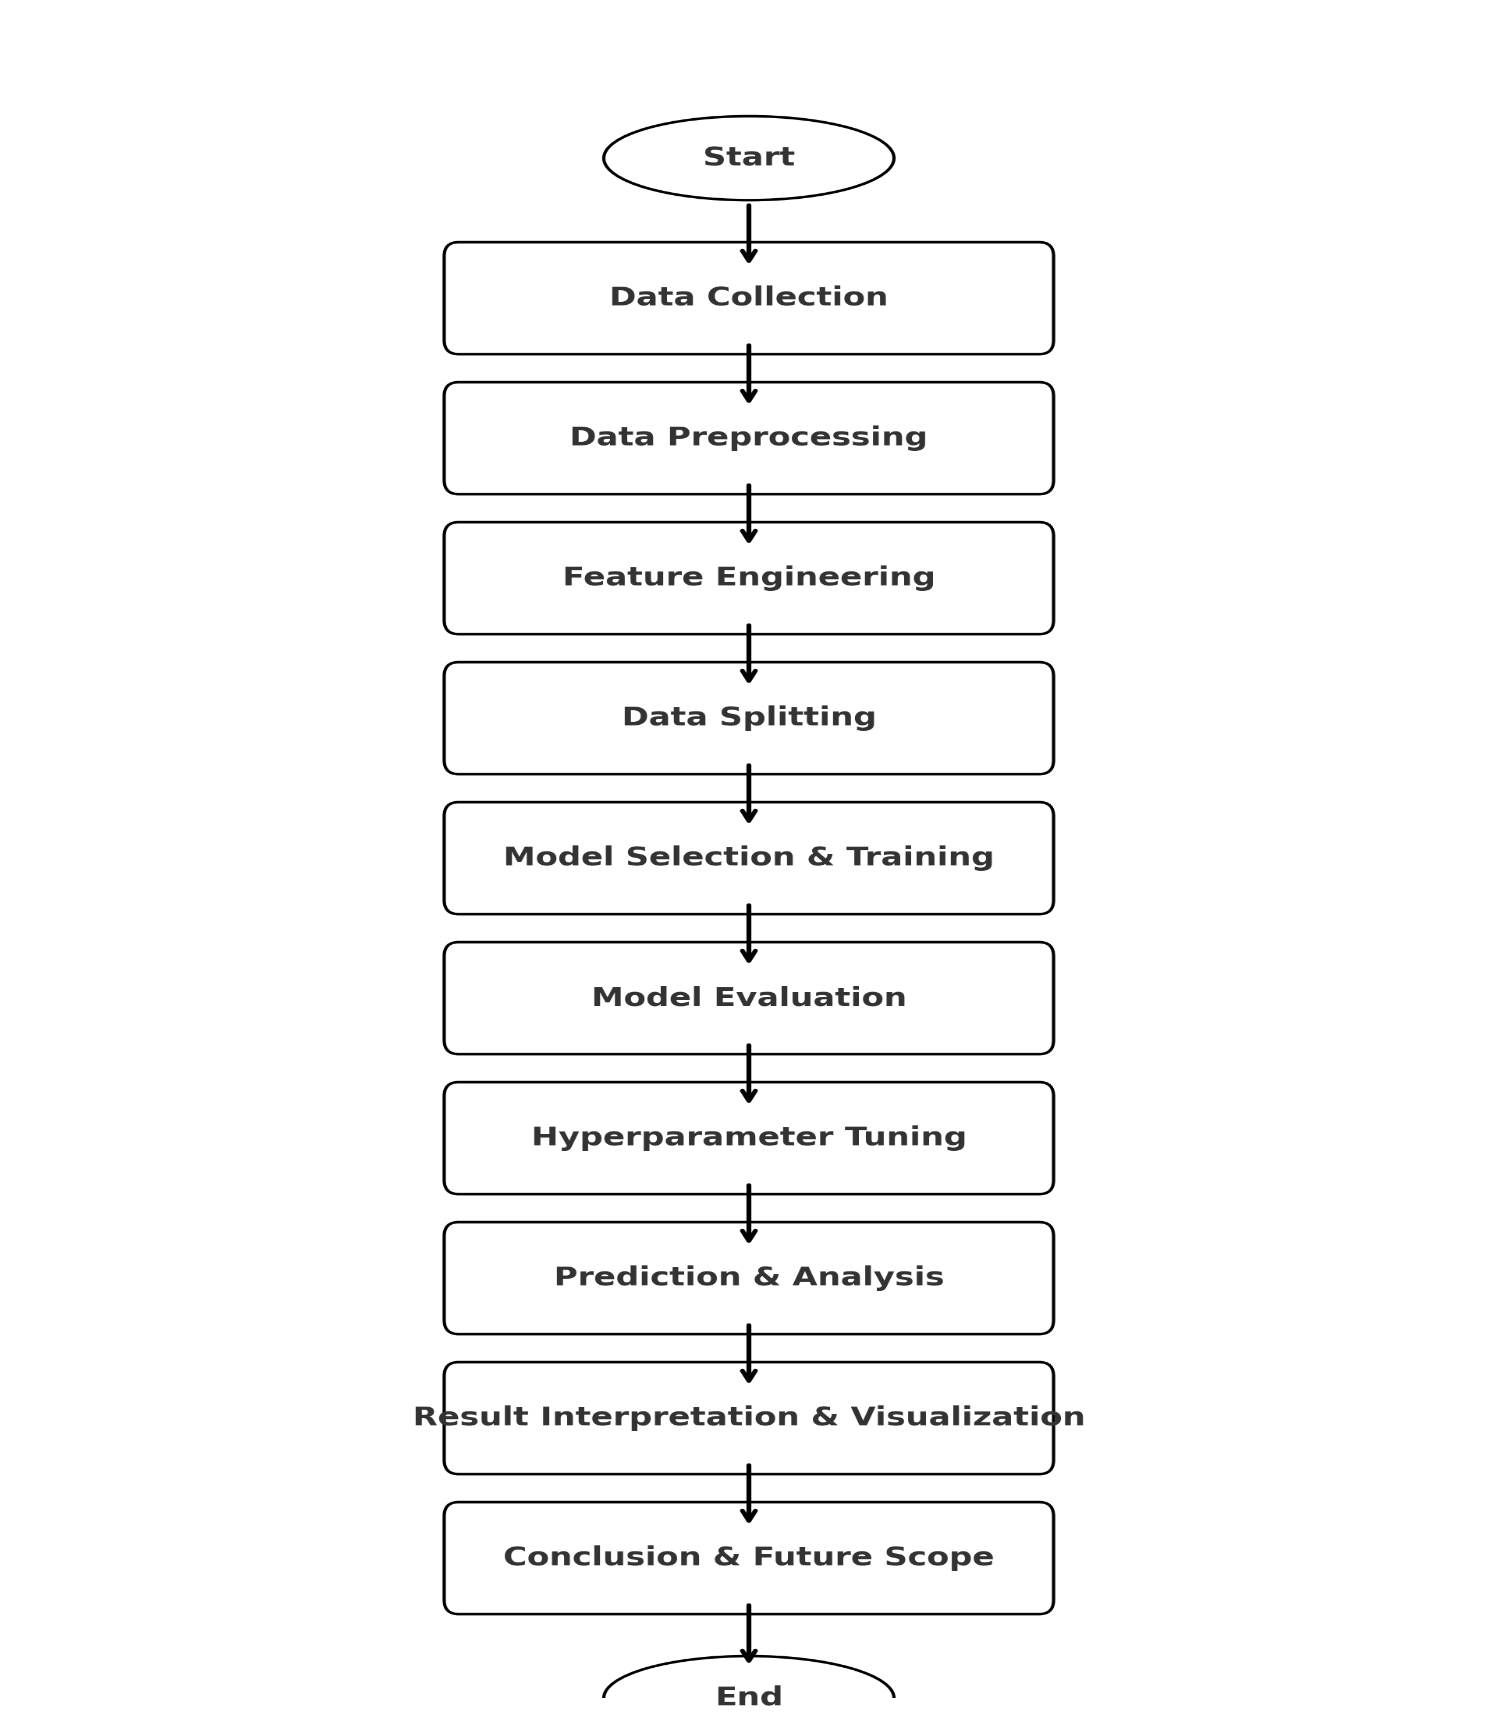 Start
Data Collection
Data Preprocessing
Feature Engineering
Data Splitting
Model Selection & Training
Model Evaluation
Hyperparameter Tuning
Prediction & Analysis
Result Interpretation & Visualization
Conclusion & Future Scope
End